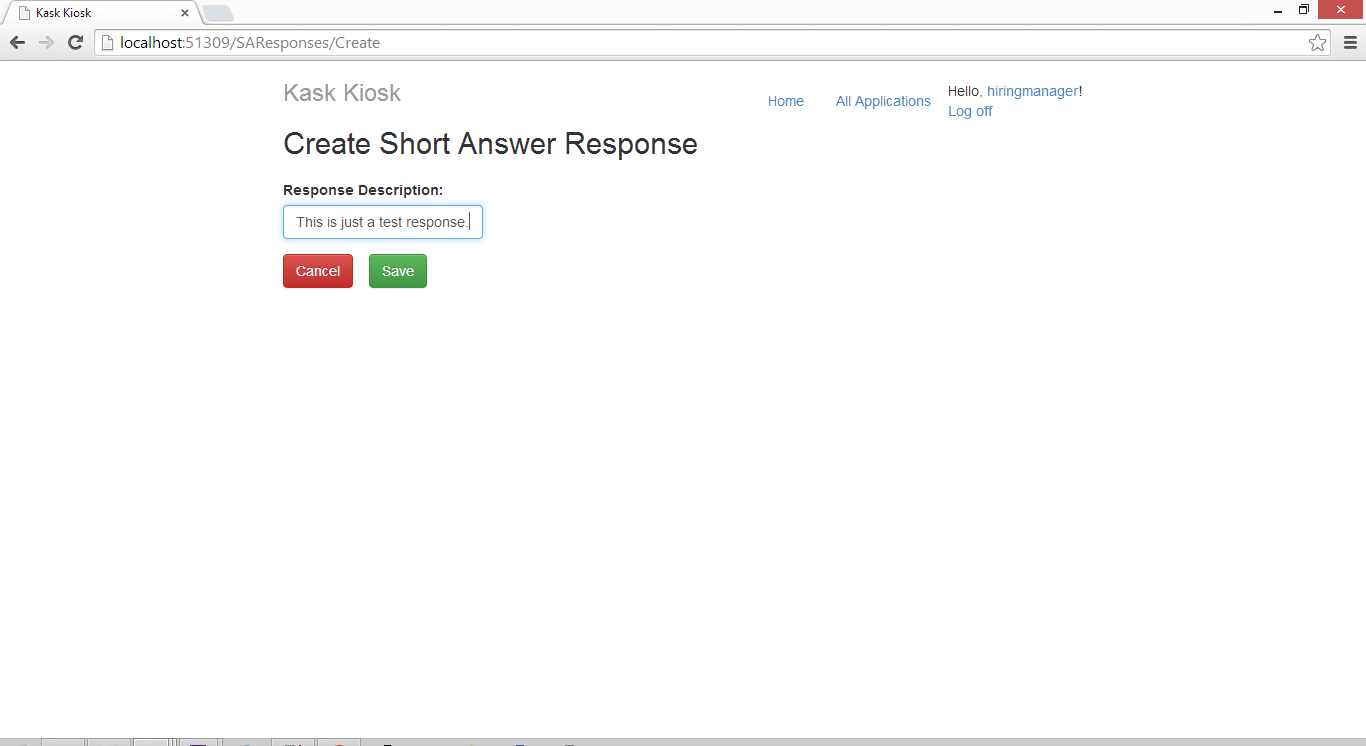 Kask Kiosk
localhost:51309/SAResponses/Create
Kask Kiosk
Home
All Applications
Hello, hiringmanager!
Log off
Create Short Answer Response
Response Description:
This is just a test response.
Cancel
Save